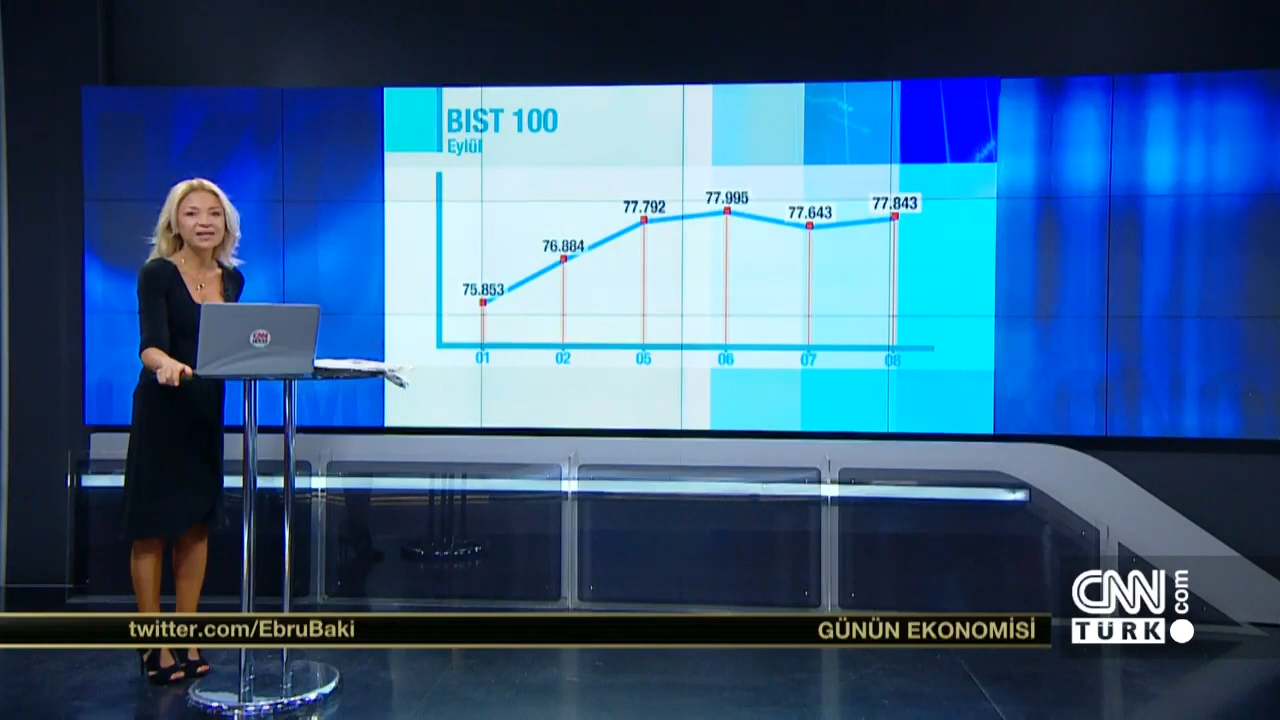 BIST 100
Eylül
75.853
76.884
77.792
77.995
77.643
77.843
01
02
05
06
07
08
CNN
twitter.com/EbruBaki
GÜNÜN EKONOMİSİ
CNN
TÜRK
.com